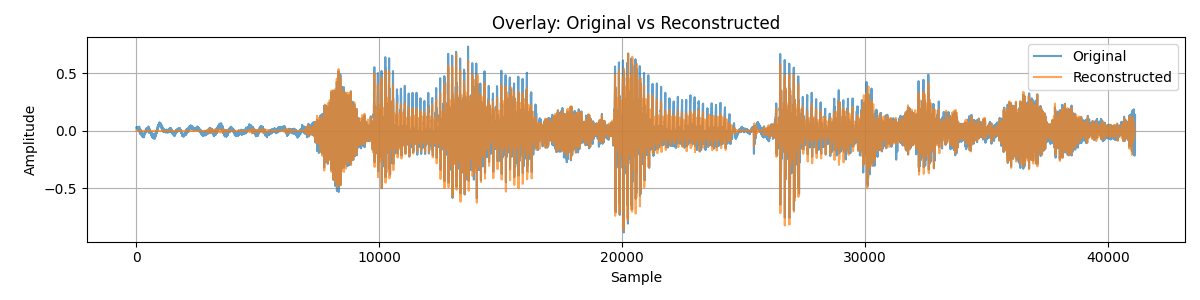 Overlay: Original vs Reconstructed
Original
Reconstructed
0.5
0.0
−0.5
Amplitude
0
10000
20000
30000
40000
Sample